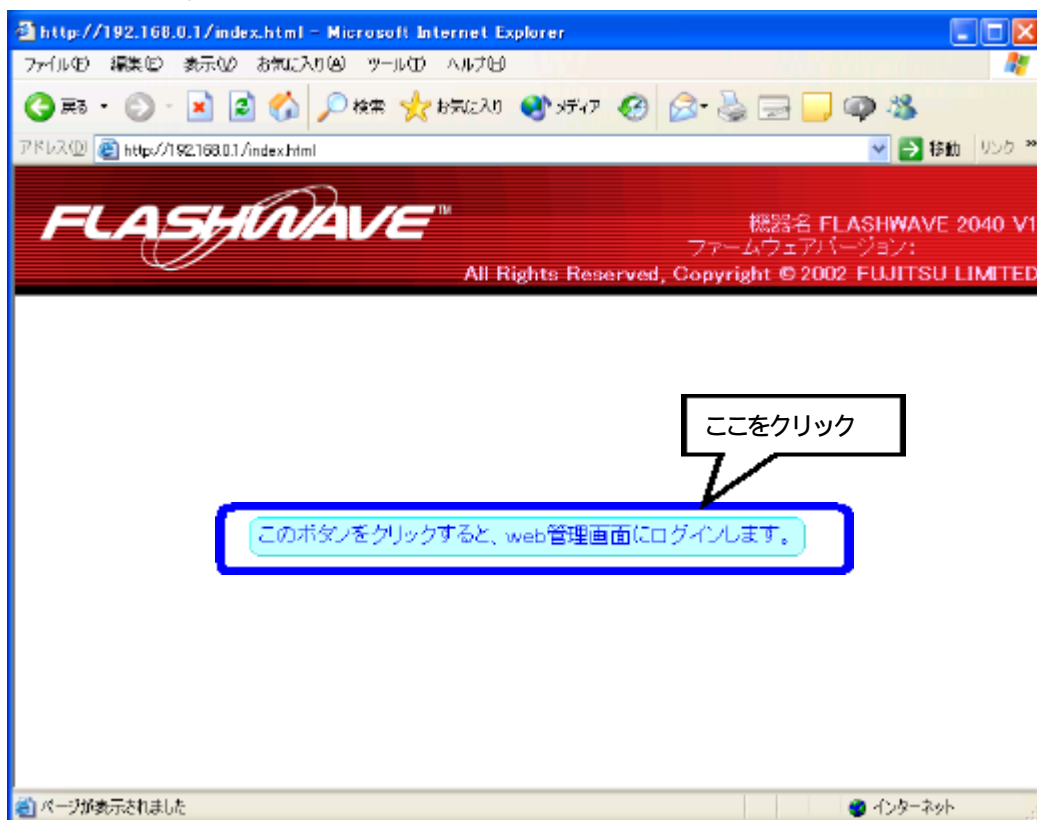 http://192.168.0.1/index.html - Microsoft Internet Explorer
ファイル(F) 編集(E) 表示(V) お気に入り(A) ツール(T) ヘルプ(H)
戻る 検索 お気に入り メディア
アドレス(D) http://192.168.0.1/index.html 移動 リンク »
FLASHWAVE™
機器名 FLASHWAVE 2040 V1
ファームウェアバージョン:
All Rights Reserved, Copyright © 2002 FUJITSU LIMITED
ここをクリック
このボタンをクリックすると、web管理画面にログインします。
ページが表示されました インターネット